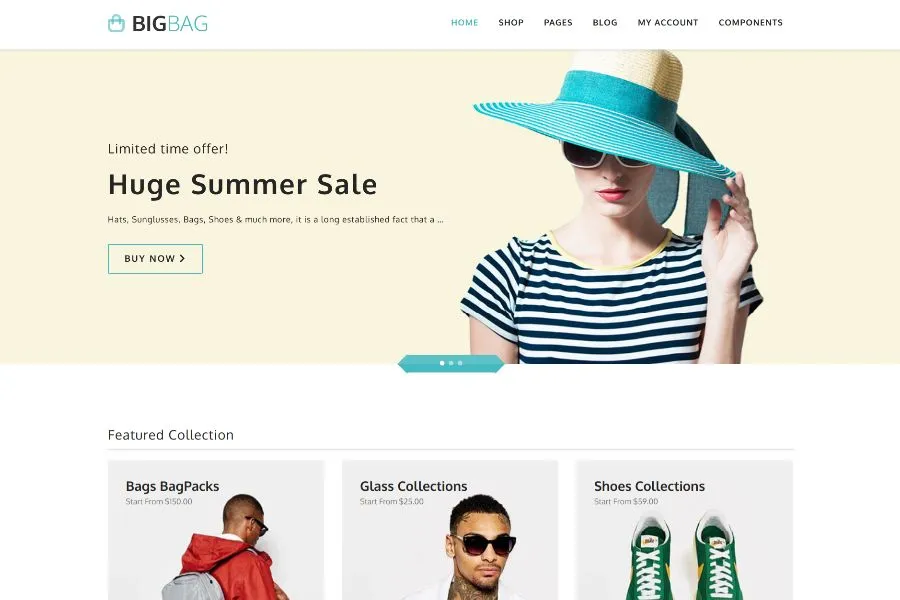 BIGBAG
HOME SHOP PAGES BLOG MY ACCOUNT COMPONENTS
Limited time offer!
Huge Summer Sale
Hats, Sunglusses, Bags, Shoes & much more, it is a long established fact that a ...
BUY NOW
Featured Collection
Bags BagPacks
Start From $150.00
Glass Collections
Start From $25.00
Shoes Collections
Start From $59.00